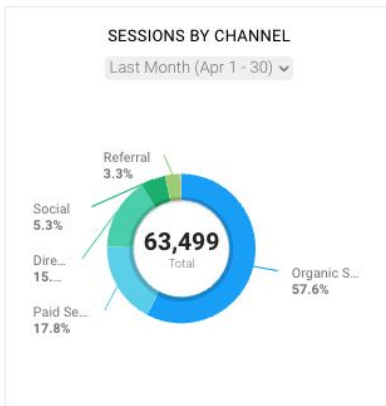 SESSIONS BY CHANNEL
Last Month (Apr 1 - 30)
Referral
3.3%
Social
5.3%
Dire...
15....
Paid Se...
17.8%
63,499
Total
Organic S...
57.6%